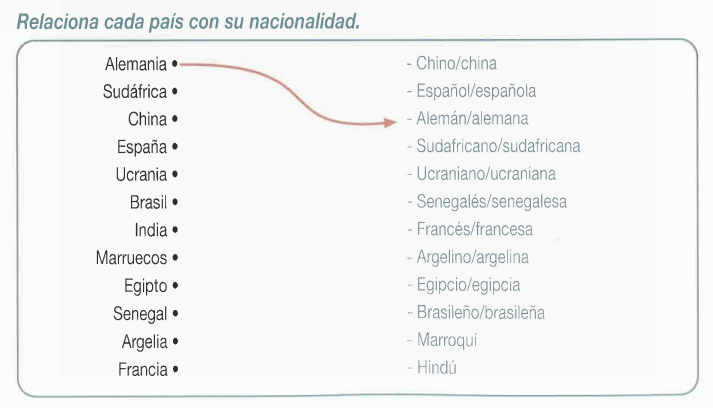 Relaciona cada país con su nacionalidad.
Alemania • - Chino/china
Sudáfrica • - Español/española
China • - Alemán/alemana
España • - Sudafricano/sudafricana
Ucrania • - Ucraniano/ucraniana
Brasil • - Senegalés/senegalesa
India • - Francés/francesa
Marruecos • - Argelino/argelina
Egipto • - Egipcio/egipcia
Senegal • - Brasileño/brasileña
Argelia • - Marroquí
Francia • - Hindú